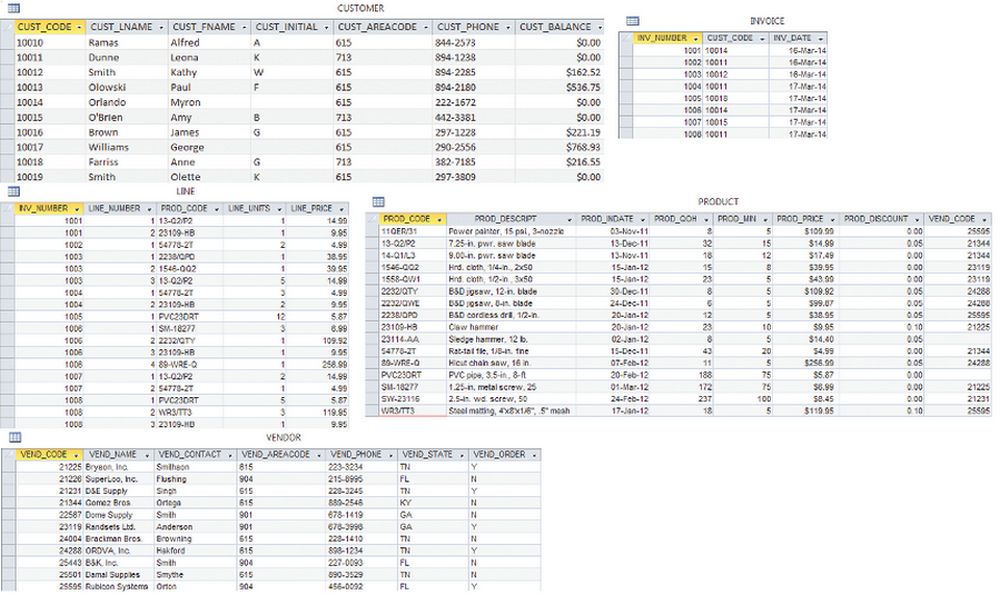 CUSTOMER
CUST_CODE CUST_LNAME CUST_FNAME CUST_INITIAL CUST_AREACODE CUST_PHONE CUST_BALANCE
10010 Ramas Alfred A 615 844-2573 $0.00
10011 Dunne Leona K 713 894-1238 $0.00
10012 Smith Kathy W 615 894-2285 $162.52
10013 Olowski Paul F 615 894-2180 $536.75
10014 Orlando Myron 615 222-1672 $0.00
10015 O'Brien Amy B 713 442-3381 $0.00
10016 Brown James G 615 297-1228 $221.19
10017 Williams George 615 290-2556 $768.93
10018 Farriss Anne G 713 382-7185 $216.55
10019 Smith Olette K 615 297-3809 $0.00
INVOICE
INV_NUMBER CUST_CODE INV_DATE
1001 10014 16-Mar-14
1002 10011 16-Mar-14
1003 10012 16-Mar-14
1004 10011 17-Mar-14
1005 10018 17-Mar-14
1006 10014 17-Mar-14
1007 10015 17-Mar-14
1008 10011 17-Mar-14
LINE
INV_NUMBER LINE_NUMBER PROD_CODE LINE_UNITS LINE_PRICE
1001 1 13-Q2/P2 1 14.99
1001 2 23109-HB 1 9.95
1002 1 54778-2T 2 4.99
1003 1 2238/QPD 1 38.95
1003 2 1546-QQ2 1 39.95
1003 3 13-Q2/P2 5 14.99
1004 1 54778-2T 3 4.99
1004 2 23109-HB 2 9.95
1005 1 PVC23DRT 12 5.87
1006 1 SM-18277 3 6.99
1006 2 2232/QTY 1 109.92
1006 3 23109-HB 1 9.95
1006 4 89-WRE-Q 1 256.99
1007 1 13-Q2/P2 2 14.99
1007 2 54778-2T 1 4.99
1008 1 PVC23DRT 5 5.87
1008 2 WR3/TT3 3 119.95
1008 3 23109-HB 1 9.95
PRODUCT
PROD_CODE PROD_DESCRIPT PROD_INDATE PROD_QOH PROD_MIN PROD_PRICE PROD_DISCOUNT VEND_CODE
11QER/31 Power painter, 15 psi., 3-nozzle 03-Nov-11 8 5 $109.99 0.00 25595
13-Q2/P2 7.25-in. pwr. saw blade 13-Nov-11 32 15 $14.99 0.05 21344
14-Q1/L3 9.00-in. pwr. saw blade 13-Nov-11 18 12 $17.49 0.00 21344
1546-QQ2 Hrd. cloth, 1/4-in., 2x50 15-Jan-12 15 8 $39.95 0.00 23119
1558-QW1 Hrd. cloth, 1/2-in., 3x50 15-Jan-12 23 5 $43.99 0.00 23119
2232/QTY B&D jigsaw, 12-in. blade 30-Dec-11 8 5 $109.92 0.05 24288
2232/QWE B&D jigsaw, 8-in. blade 24-Dec-11 6 5 $99.87 0.05 24288
2238/QPD B&D cordless drill, 1/2-in. 20-Jan-12 12 5 $38.95 0.05 25595
23109-HB Claw hammer 20-Jan-12 23 10 $9.95 0.10 21225
23114-AA Sledge hammer, 12 lb. 02-Jan-12 8 5 $14.40 0.05
54778-2T Rat-tail file, 1/8-in. fine 15-Dec-11 43 20 $4.99 0.00 21344
89-WRE-Q Hicut chain saw, 16 in. 07-Feb-12 11 5 $256.99 0.05 24288
PVC23DRT PVC pipe, 3.5-in., 8-ft 20-Feb-12 188 75 $5.87 0.00
SM-18277 1.25-in. metal screw, 25 01-Mar-12 172 75 $6.99 0.00 21225
SW-23116 2.5-in. wd. screw, 50 24-Feb-12 237 100 $8.45 0.00 21231
WR3/TT3 Steel matting, 4'x8'x1/6", .5" mesh 17-Jan-12 18 5 $119.95 0.10 25595
VENDOR
VEND_CODE VEND_NAME VEND_CONTACT VEND_AREACODE VEND_PHONE VEND_STATE VEND_ORDER
21225 Bryson, Inc. Smithson 615 223-3234 TN Y
21226 SuperLoo, Inc. Flushing 904 215-8995 FL N
21231 D&E Supply Singh 615 228-3245 TN Y
21344 Gomez Bros. Ortega 615 889-2546 KY N
22567 Dome Supply Smith 901 678-1419 GA N
23119 Randsets Ltd. Anderson 901 678-3998 GA Y
24004 Brackman Bros. Browning 615 228-1410 TN N
24288 ORDVA, Inc. Hakford 615 898-1234 TN Y
25443 B&K, Inc. Smith 904 227-0093 FL N
25501 Damal Supplies Smythe 615 890-3529 TN N
25595 Rubicon Systems Orton 904 456-0092 FL Y